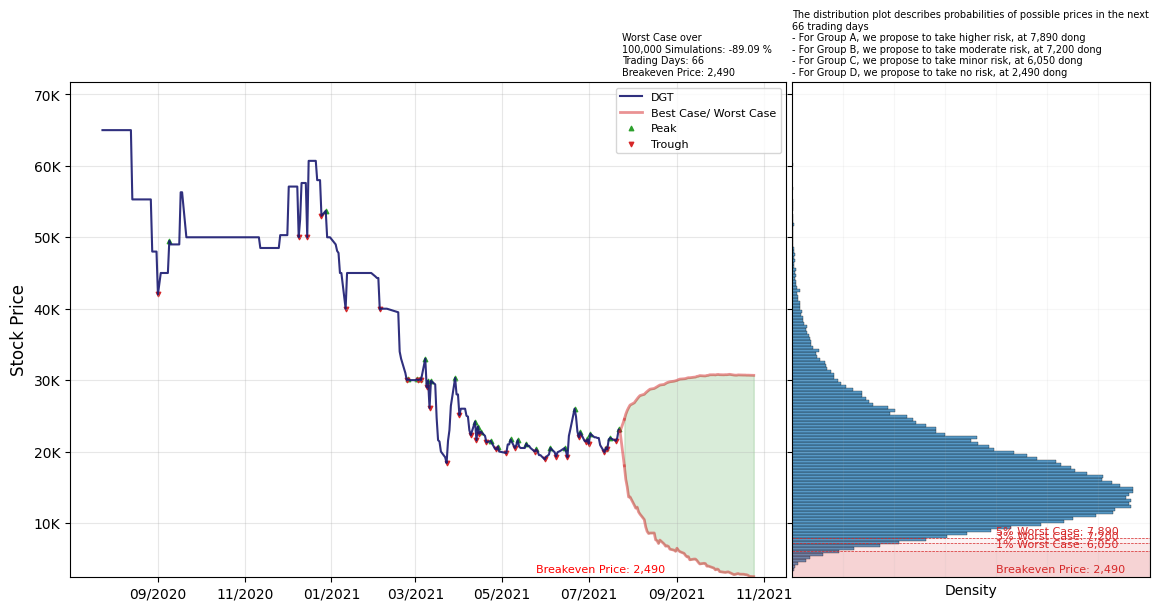 The distribution plot describes probabilities of possible prices in the next
66 trading days
- For Group A, we propose to take higher risk, at 7,890 dong
- For Group B, we propose to take moderate risk, at 7,200 dong
- For Group C, we propose to take minor risk, at 6,050 dong
- For Group D, we propose to take no risk, at 2,490 dong
Worst Case over
100,000 Simulations: -89.09 %
Trading Days: 66
Breakeven Price: 2,490
DGT
Best Case/ Worst Case
Peak
Trough
Stock Price
70K
60K
50K
40K
30K
20K
10K
Breakeven Price: 2,490
09/2020
11/2020
01/2021
03/2021
05/2021
07/2021
09/2021
11/2021
5% Worst Case: 7,890
3% Worst Case: 7,200
1% Worst Case: 6,050
Breakeven Price: 2,490
Density